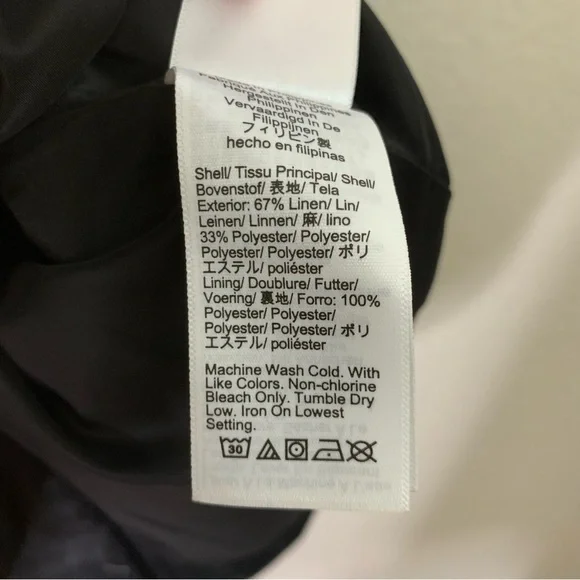 Hergestellt In Den
Philippinen
Vervaardigd In De
Filippijnen
フィリピン製
hecho en filipinas
Shell/ Tissu Principal/ Shell/
Bovenstof/ 表地/ Tela
Exterior: 67% Linen/ Lin/
Leinen/ Linnen/ 麻/ lino
33% Polyester/ Polyester/
Polyester/ Polyester/ ポリ
エステル/ poliéster
Lining/ Doublure/ Futter/
Voering/ 裏地/ Forro: 100%
Polyester/ Polyester/
Polyester/ Polyester/ ポリ
エステル/ poliéster
Machine Wash Cold. With
Like Colors. Non-chlorine
Bleach Only. Tumble Dry
Low. Iron On Lowest
Setting.
30